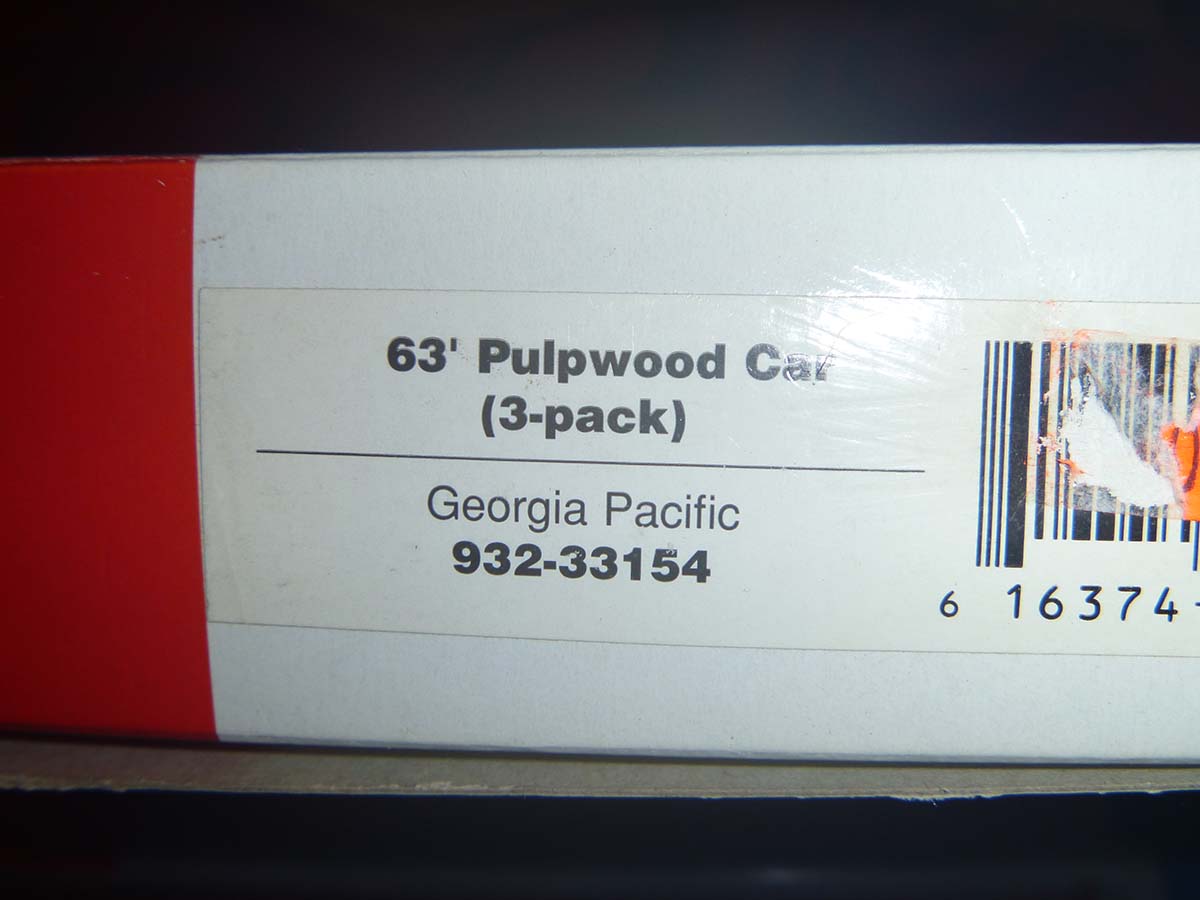 63' Pulpwood Car
(3-pack)
Georgia Pacific
932-33154
6 16374